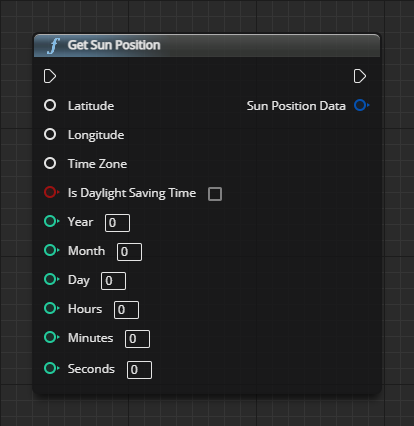 f Get Sun Position
Latitude Sun Position Data
Longitude
Time Zone
Is Daylight Saving Time
Year 0
Month 0
Day 0
Hours 0
Minutes 0
Seconds 0